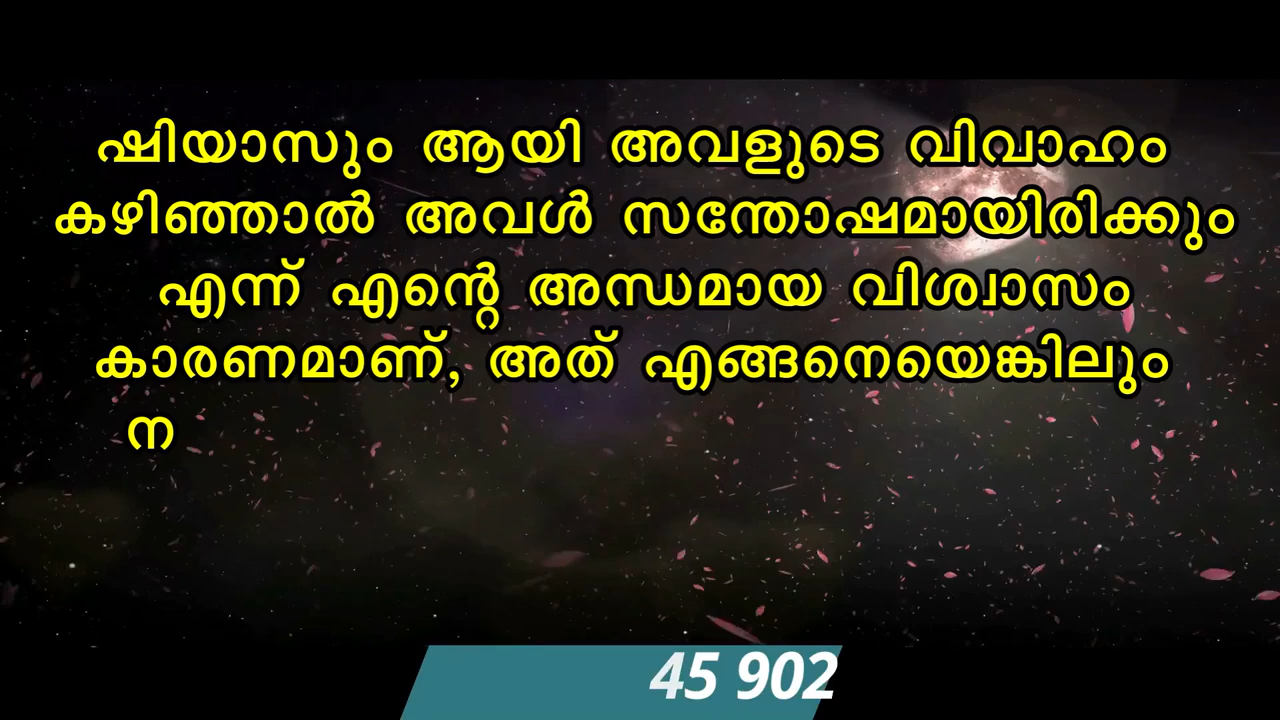 ഷിയാസും ആയി അവളുടെ വിവാഹം
കഴിഞ്ഞാൽ അവൾ സന്തോഷമായിരിക്കും
എന്ന് എന്റെ അന്ധമായ വിശ്വാസം
കാരണമാണ്, അത് എങ്ങനെയെങ്കിലും
ന
45 902